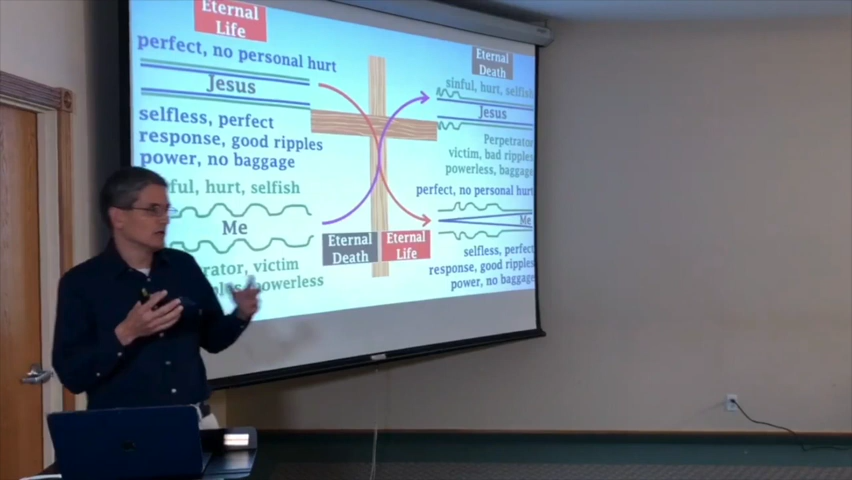 Eternal
Life
perfect, no personal hurt
Jesus
selfless, perfect
response, good ripples
power, no baggage
hurt, selfish
Me
victim
powerless
Eternal
Death
Eternal
Life
Eternal
Death
sinful, hurt, selfish
Jesus
Perpetrator
victim, bad ripples
powerless, baggage
perfect, no personal hurt
Me
selfless, perfect
response, good ripples
power, no baggage